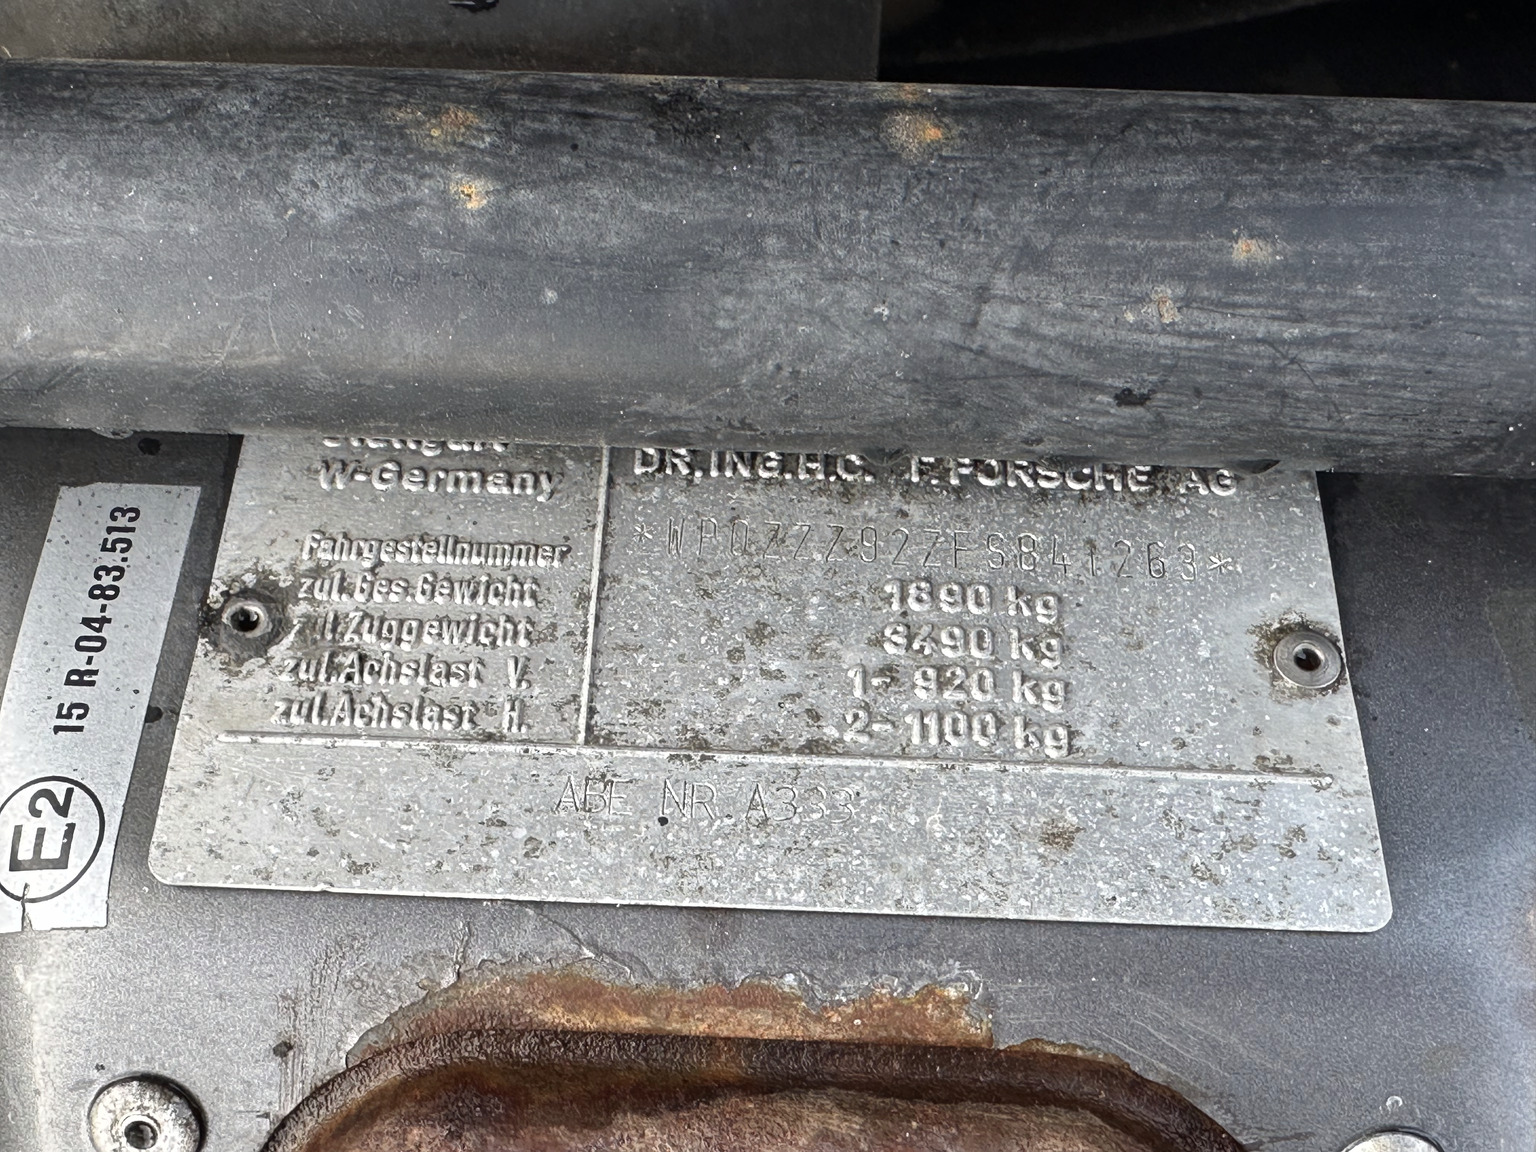 Stuttgart
W-Germany
DR. ING. H.C. F. PORSCHE AG
Fahrgestellnummer *WP0ZZZ92ZFS841263*
zul.Ges.Gewicht 1890 kg
zul.Zuggewicht 3490 kg
zul.Achslast V. 1- 920 kg
zul.Achslast H. 2- 1100 kg
ABE NR. A333
E2 15 R-04-83.513